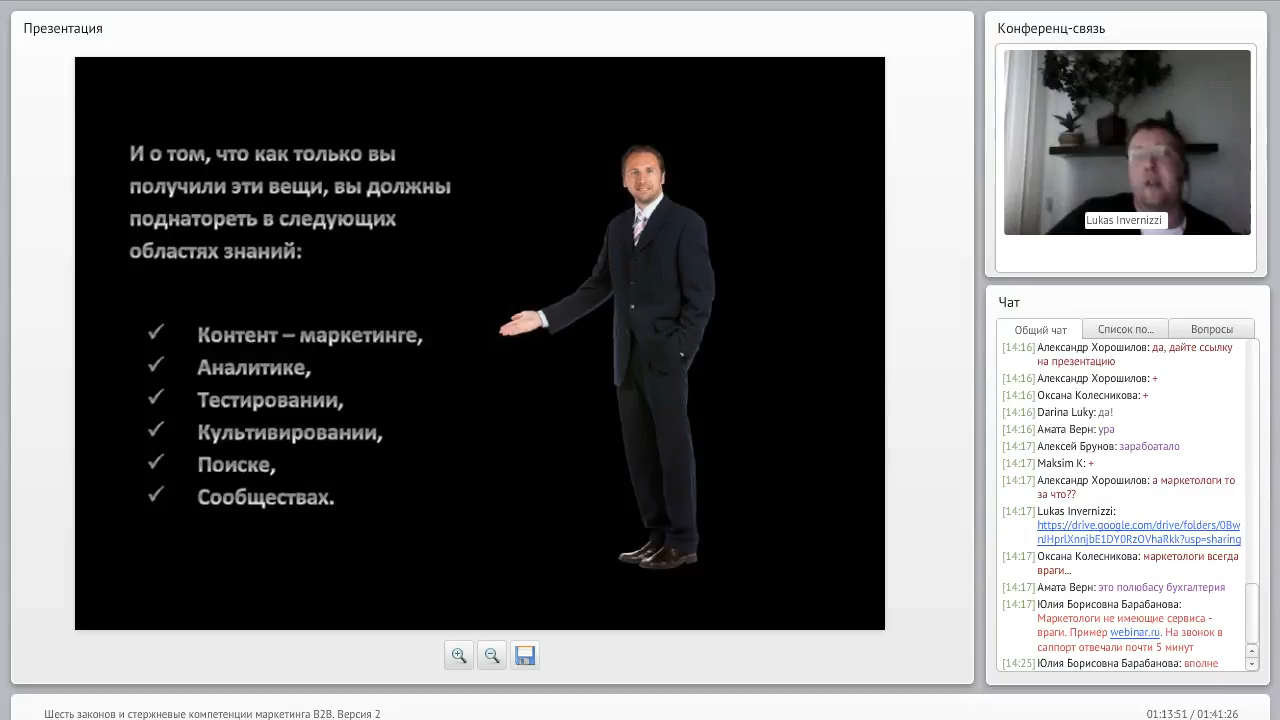 Презентация
И о том, что как только вы
получили эти вещи, вы должны
поднатореть в следующих
областях знаний:
Контент – маркетинге,
Аналитике,
Тестировании,
Культивировании,
Поиске,
Сообществах.
Конференц-связь
Lukas Invernizzi
Чат
Общий чат
Список по...
Вопросы
[14:16] Александр Хорошилов: да, дайте ссылку
на презентацию
[14:16] Александр Хорошилов: +
[14:16] Оксана Колесникова: +
[14:16] Darina Luky: да!
[14:16] Амата Верн: ура
[14:17] Алексей Брунов: зарабоатало
[14:17] Maksim K: +
[14:17] Александр Хорошилов: а маркетологи то
за что??
[14:17] Lukas Invernizzi:
https://drive.google.com/drive/folders/0Bw
nJHprlXnnjbE1DY0RzOVhaRkk?usp=sharing
[14:17] Оксана Колесникова: маркетологи всегда
враги...
[14:17] Амата Верн: это полюбасу бухгалтерия
[14:17] Юлия Борисовна Барабанова:
Маркетологи не имеющие сервиса -
враги. Пример webinar.ru. На звонок в
саппорт отвечали почти 5 минут
[14:25] Юлия Борисовна Барабанова: вполне
Шесть законов и стержневые компетенции маркетинга B2B. Версия 2
01:13:51 / 01:41:26